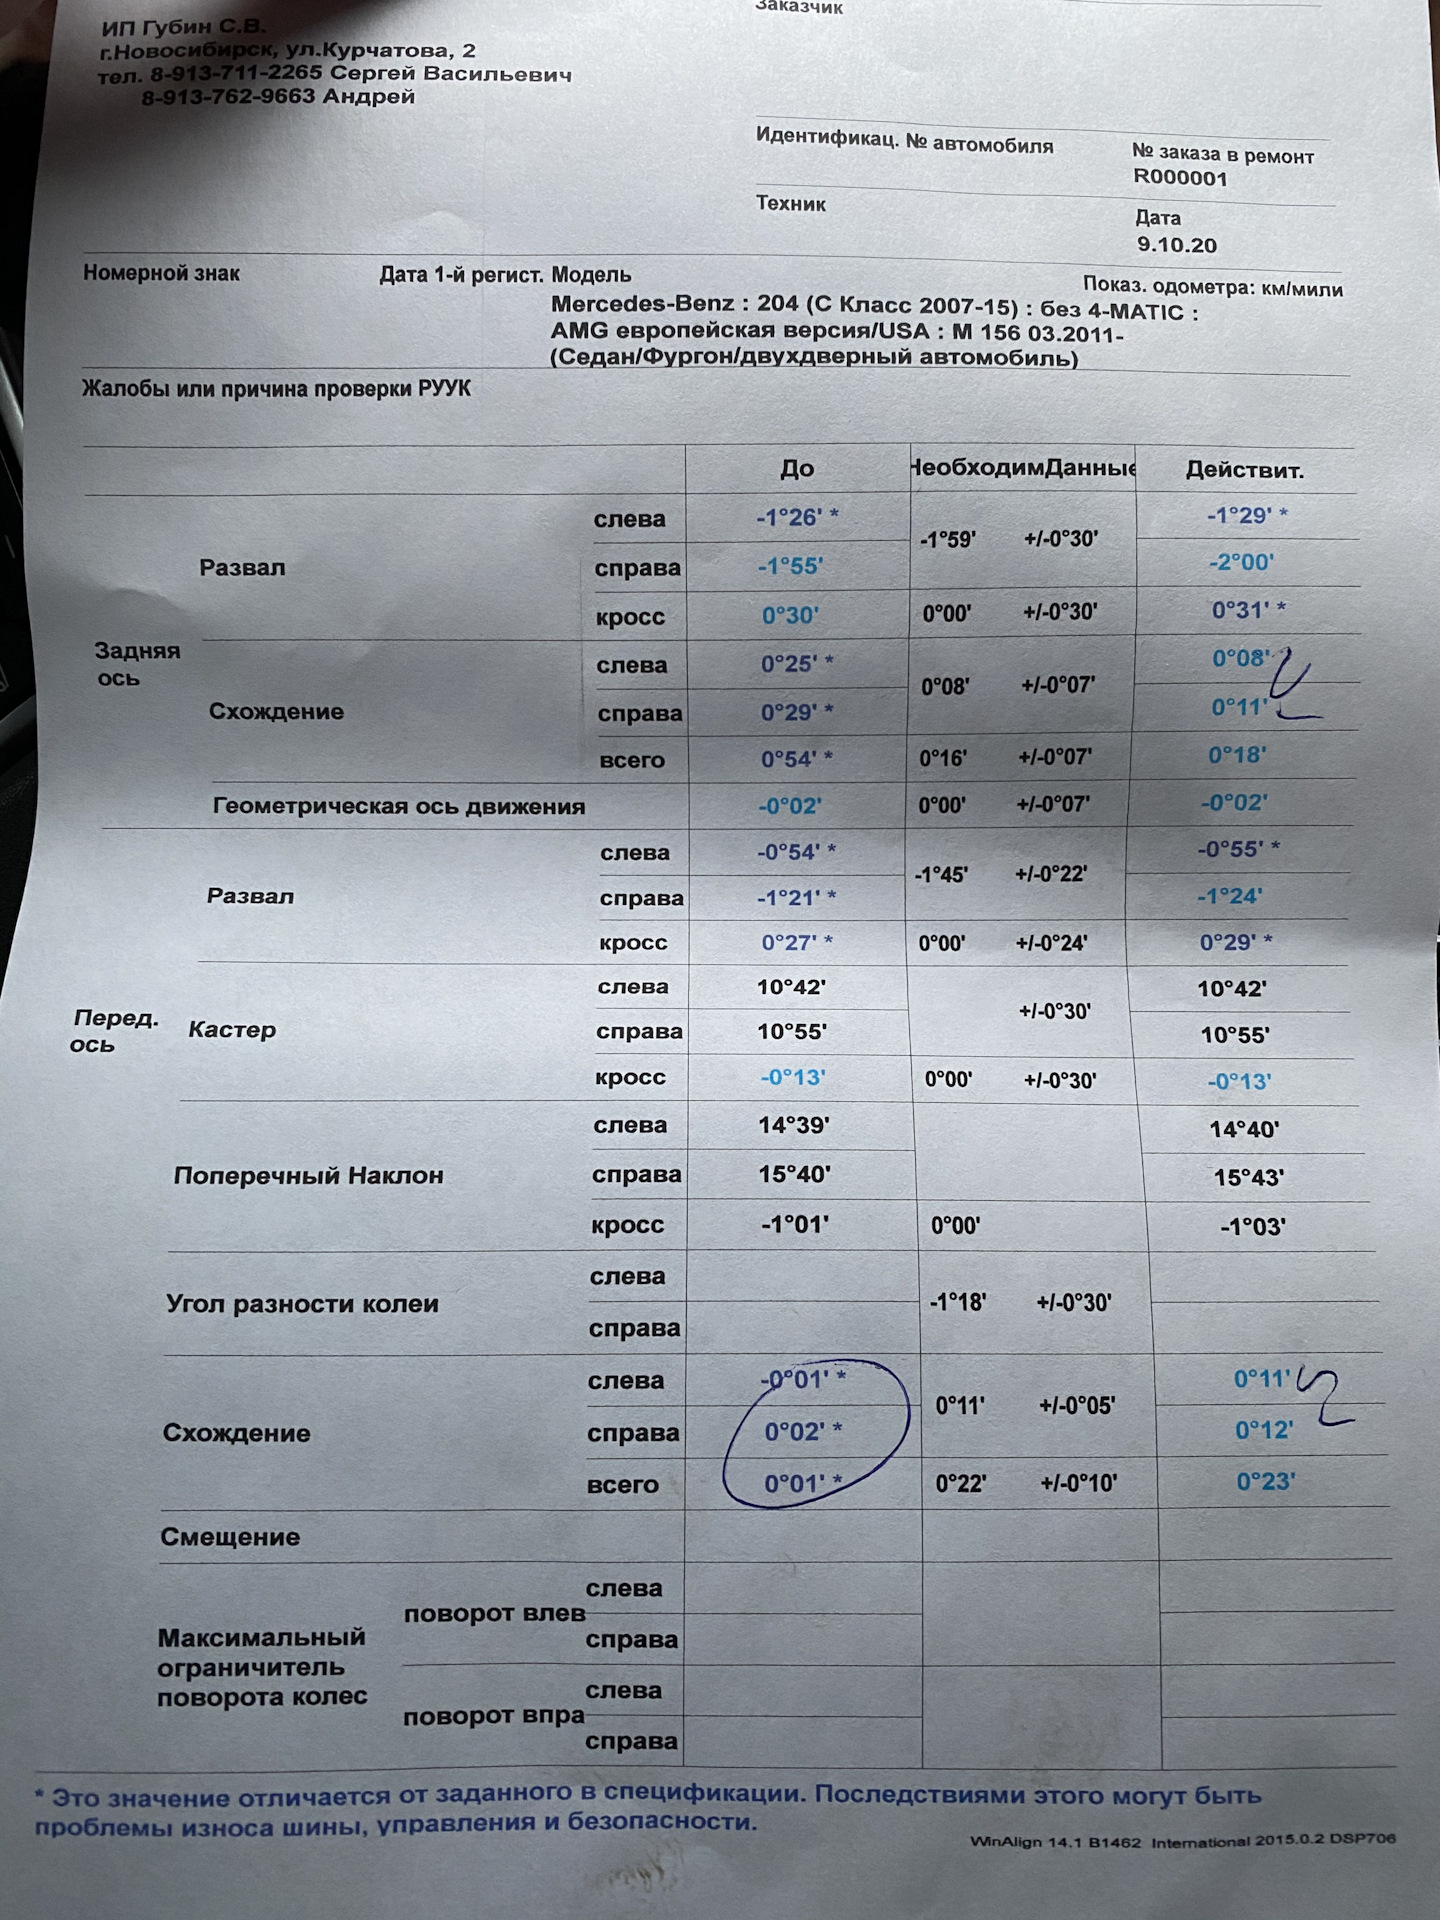 Заказчик
ИП Губин С.В.
г.Новосибирск, ул.Курчатова, 2
тел. 8-913-711-2265 Сергей Васильевич
8-913-762-9663 Андрей
Идентификац. № автомобиля № заказа в ремонт
R000001
Техник Дата
9.10.20
Номерной знак Дата 1-й регист. Модель Показ. одометра: км/мили
Mercedes-Benz : 204 (С Класс 2007-15) : без 4-MATIC :
AMG европейская версия/USA : M 156 03.2011-
(Седан/Фургон/двухдверный автомобиль)
Жалобы или причина проверки РУУК
До НеобходимДанные Действит.
Задняя ось
Развал
слева -1°26' * -1°59' +/-0°30' -1°29' *
справа -1°55' -2°00'
кросс 0°30' 0°00' +/-0°30' 0°31' *
Схождение
слева 0°25' * 0°08' +/-0°07' 0°08'
справа 0°29' * 0°11'
всего 0°54' * 0°16' +/-0°07' 0°18'
Геометрическая ось движения -0°02' 0°00' +/-0°07' -0°02'
Перед. ось
Развал
слева -0°54' * -1°45' +/-0°22' -0°55' *
справа -1°21' * -1°24'
кросс 0°27' * 0°00' +/-0°24' 0°29' *
Кастер
слева 10°42' +/-0°30' 10°42'
справа 10°55' 10°55'
кросс -0°13' 0°00' +/-0°30' -0°13'
Поперечный Наклон
слева 14°39' 14°40'
справа 15°40' 15°43'
кросс -1°01' 0°00' -1°03'
Угол разности колеи
слева -1°18' +/-0°30'
справа
Схождение
слева -0°01' * 0°11' +/-0°05' 0°11'
справа 0°02' * 0°12'
всего 0°01' * 0°22' +/-0°10' 0°23'
Смещение
Максимальный
ограничитель
поворота колес
поворот влев
слева
справа
поворот впра
слева
справа
* Это значение отличается от заданного в спецификации. Последствиями этого могут быть
проблемы износа шины, управления и безопасности.
WinAlign 14.1 B1462 International 2015.0.2 DSP706